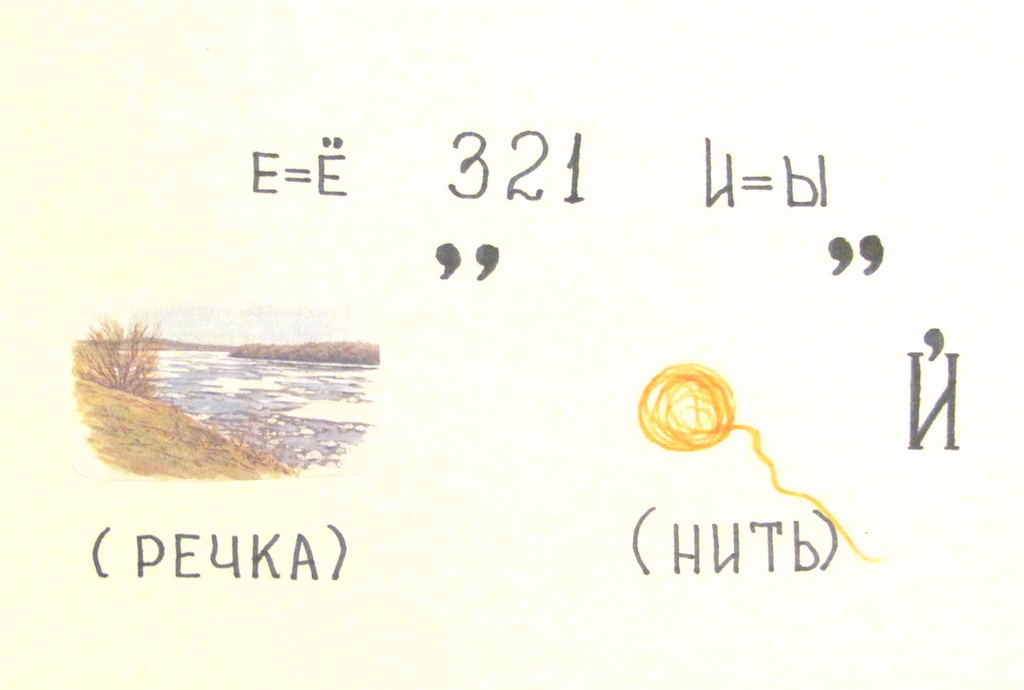 Е=Ё 321 И=Ы
,, ,,
Й
(РЕЧКА) (НИТЬ)